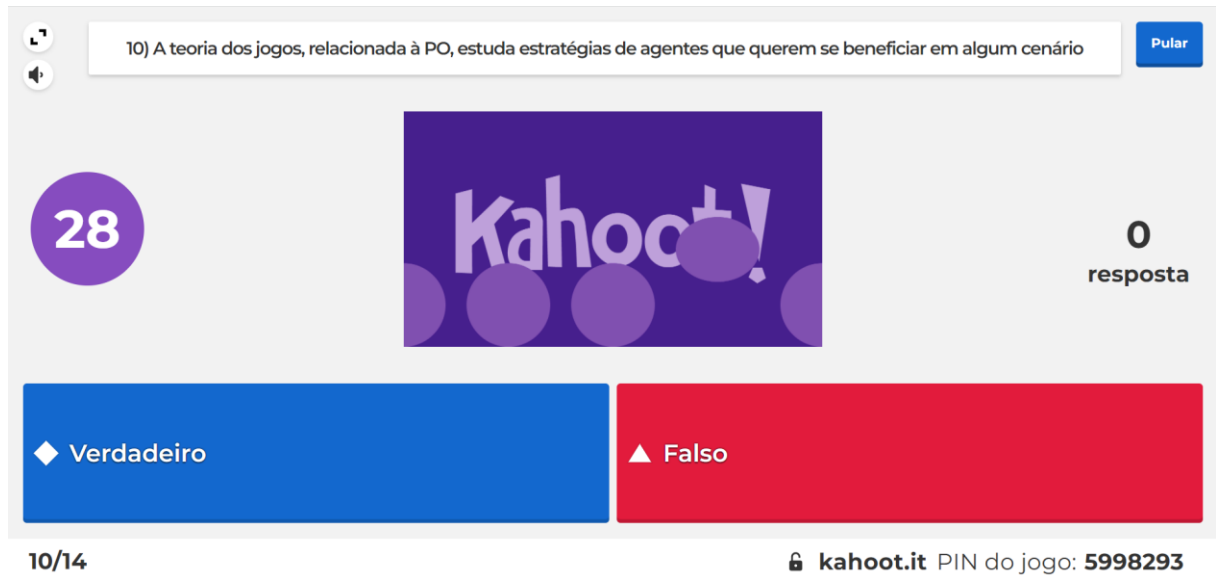 10) A teoria dos jogos, relacionada à PO, estuda estratégias de agentes que querem se beneficiar em algum cenário
Pular
28
Kahoot!
0
resposta
Verdadeiro
Falso
10/14
kahoot.it PIN do jogo: 5998293